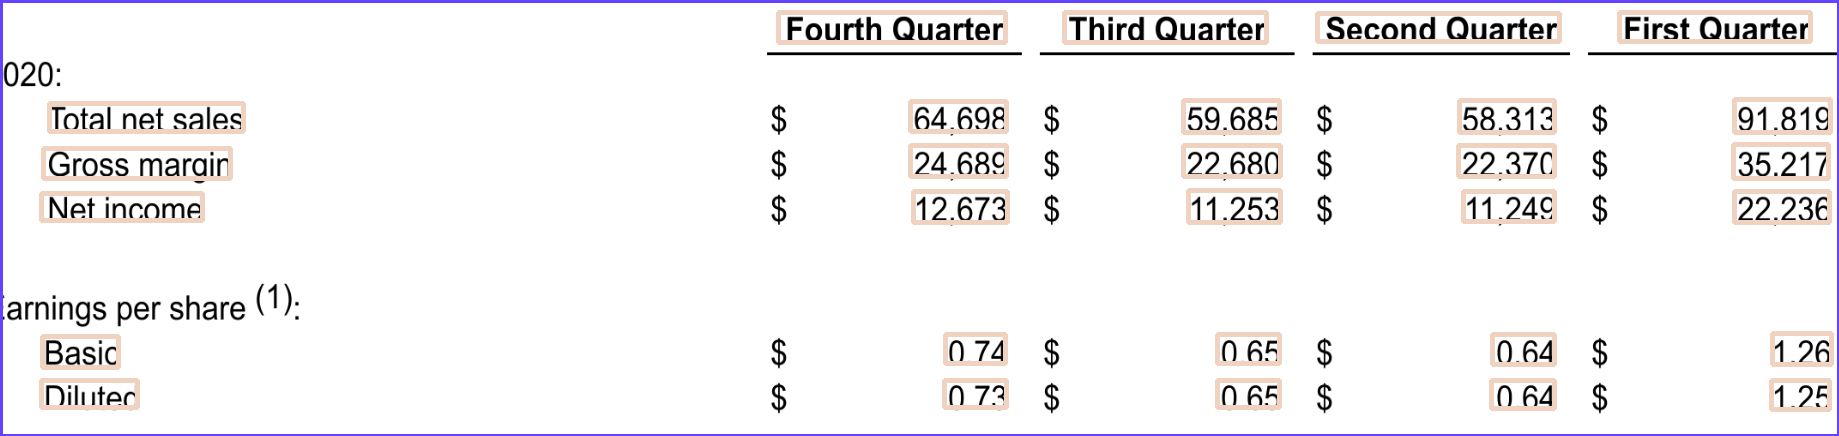 Fourth Quarter Third Quarter Second Quarter First Quarter
020:
Total net sales $ 64,698 $ 59,685 $ 58,313 $ 91,819
Gross margin $ 24,689 $ 22,680 $ 22,370 $ 35,217
Net income $ 12,673 $ 11,253 $ 11,249 $ 22,236
arnings per share (1):
Basic $ 0.74 $ 0.65 $ 0.64 $ 1.26
Diluted $ 0.73 $ 0.65 $ 0.64 $ 1.25